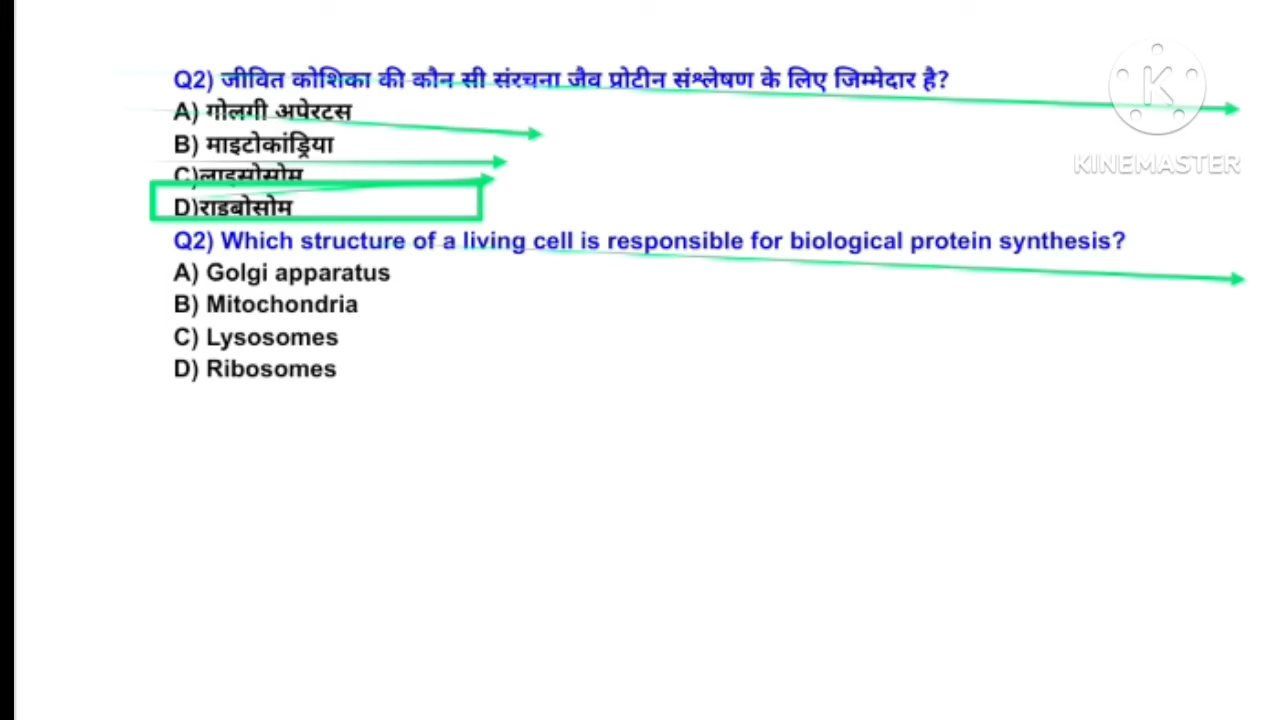 Q2) जीवित कोशिका की कौन सी संरचना जैव प्रोटीन संश्लेषण के लिए जिम्मेदार है?
A) गोलगी अपेरटस
B) माइटोकांड्रिया
C)लाइसोसोम
D)राइबोसोम
Q2) Which structure of a living cell is responsible for biological protein synthesis?
A) Golgi apparatus
B) Mitochondria
C) Lysosomes
D) Ribosomes
K
KINEMASTER